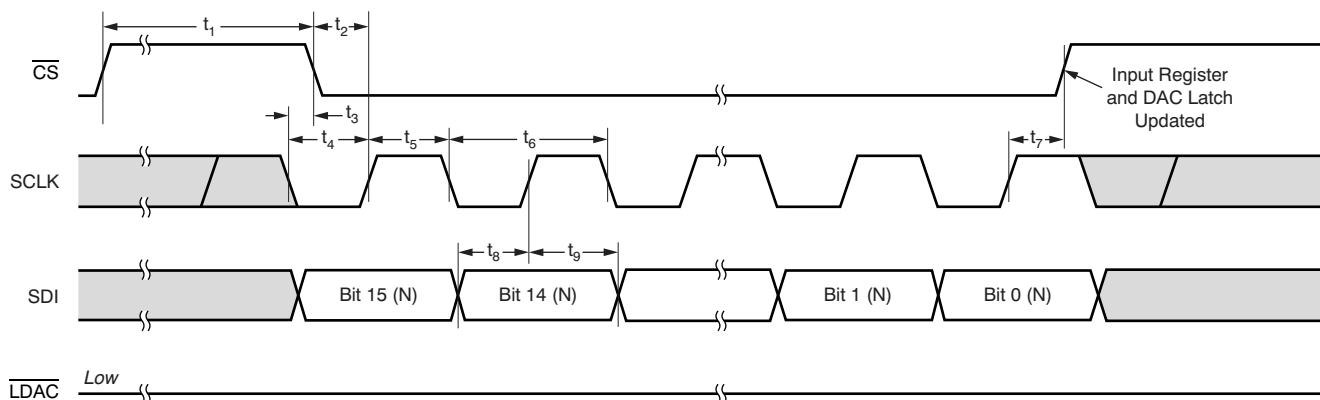 t1
t2
CS
Input Register
and DAC Latch
Updated
t3
t4
t5
t6
t7
SCLK
t8
t9
SDI
Bit 15 (N)
Bit 14 (N)
Bit 1 (N)
Bit 0 (N)
LDAC
Low